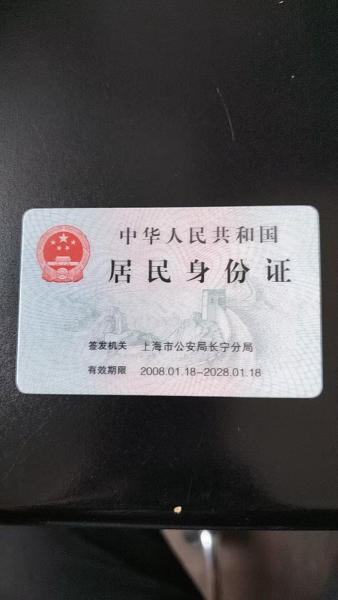 中华人民共和国
居民身份证
签发机关 上海市公安局长宁分局
有效期限 2008.01.18-2028.01.18